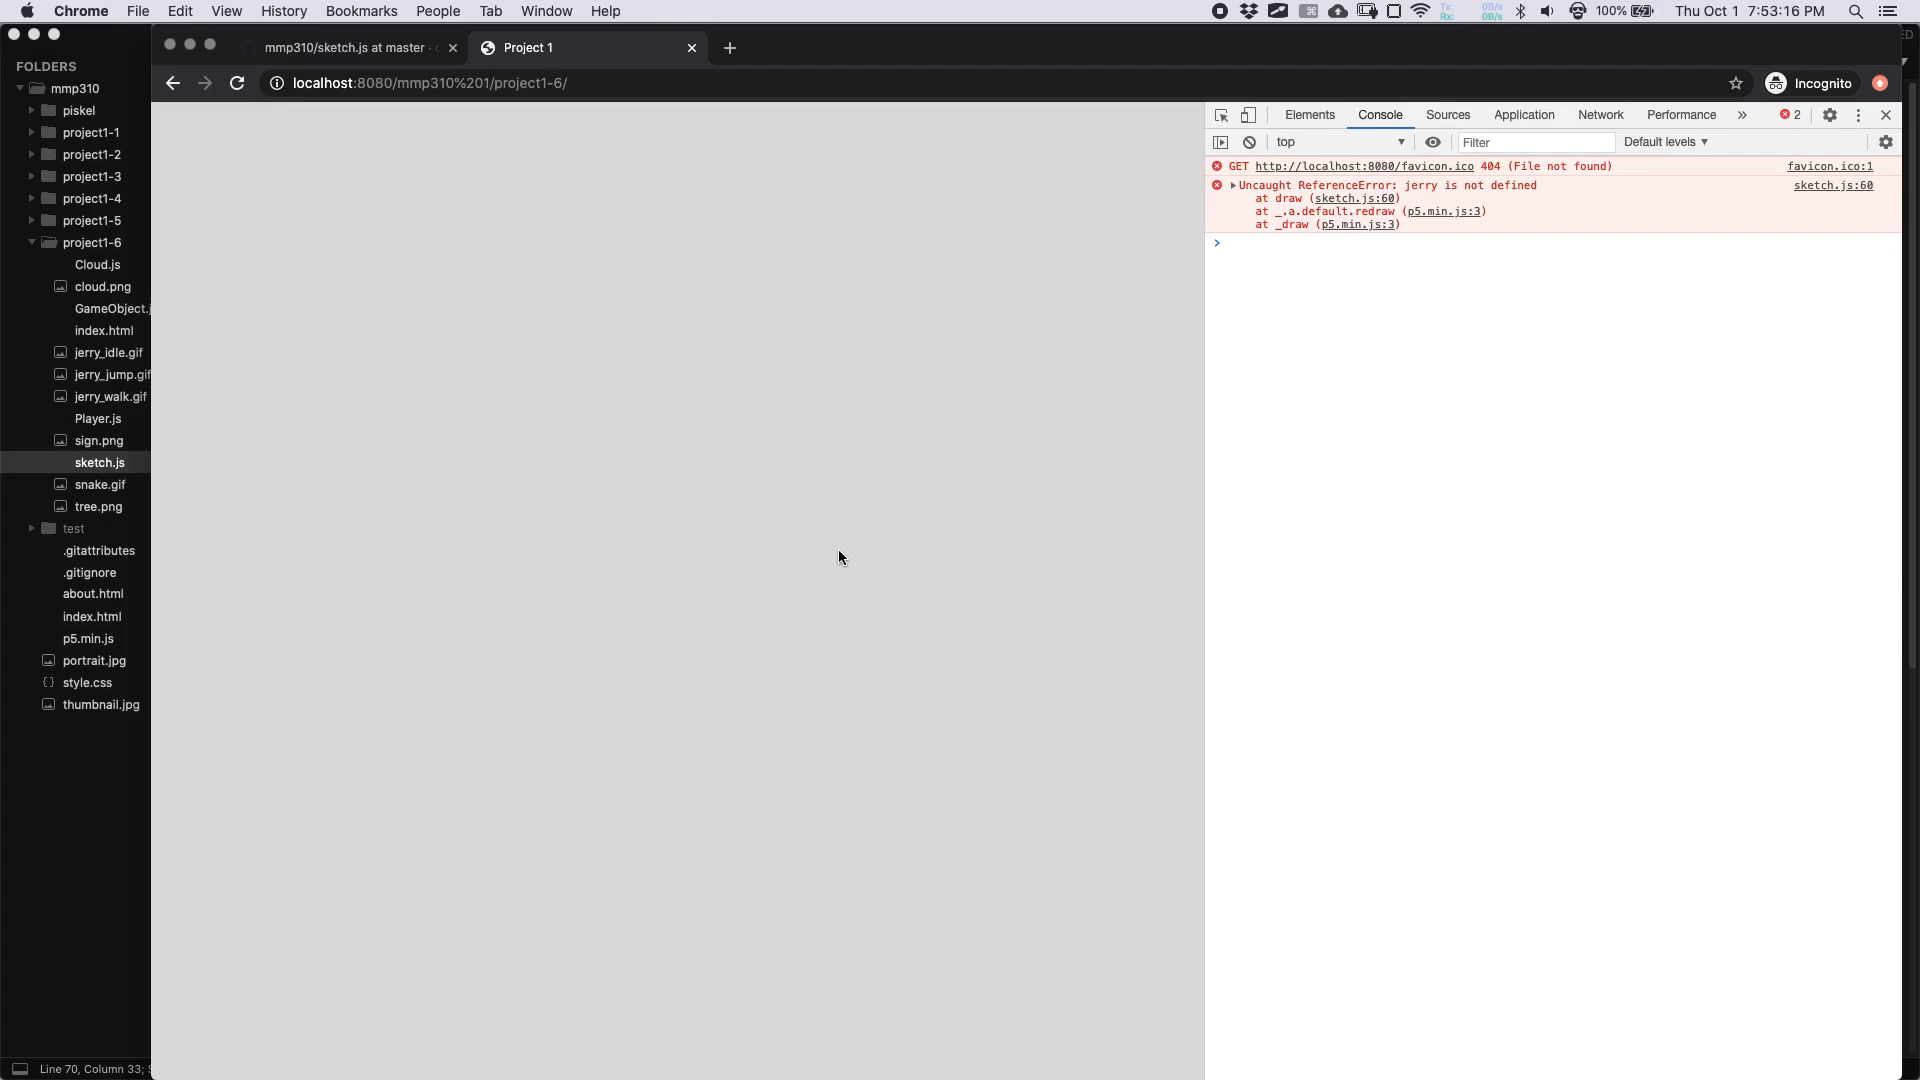 Chrome File Edit View History Bookmarks People Tab Window Help
Tx: 0B/s
Rx: 0B/s
100% Thu Oct 1 7:53:16 PM
mmp310/sketch.js at master ·
Project 1
localhost:8080/mmp310%201/project1-6/
Incognito
FOLDERS
mmp310
piskel
project1-1
project1-2
project1-3
project1-4
project1-5
project1-6
Cloud.js
cloud.png
GameObject.j
index.html
jerry_idle.gif
jerry_jump.gif
jerry_walk.gif
Player.js
sign.png
sketch.js
snake.gif
tree.png
test
.gitattributes
.gitignore
about.html
index.html
p5.min.js
portrait.jpg
style.css
thumbnail.jpg
Line 70, Column 33;
Elements Console Sources Application Network Performance » 2
top Filter Default levels
GET http://localhost:8080/favicon.ico 404 (File not found) favicon.ico:1
Uncaught ReferenceError: jerry is not defined sketch.js:60
at draw (sketch.js:60)
at _.a.default.redraw (p5.min.js:3)
at _draw (p5.min.js:3)